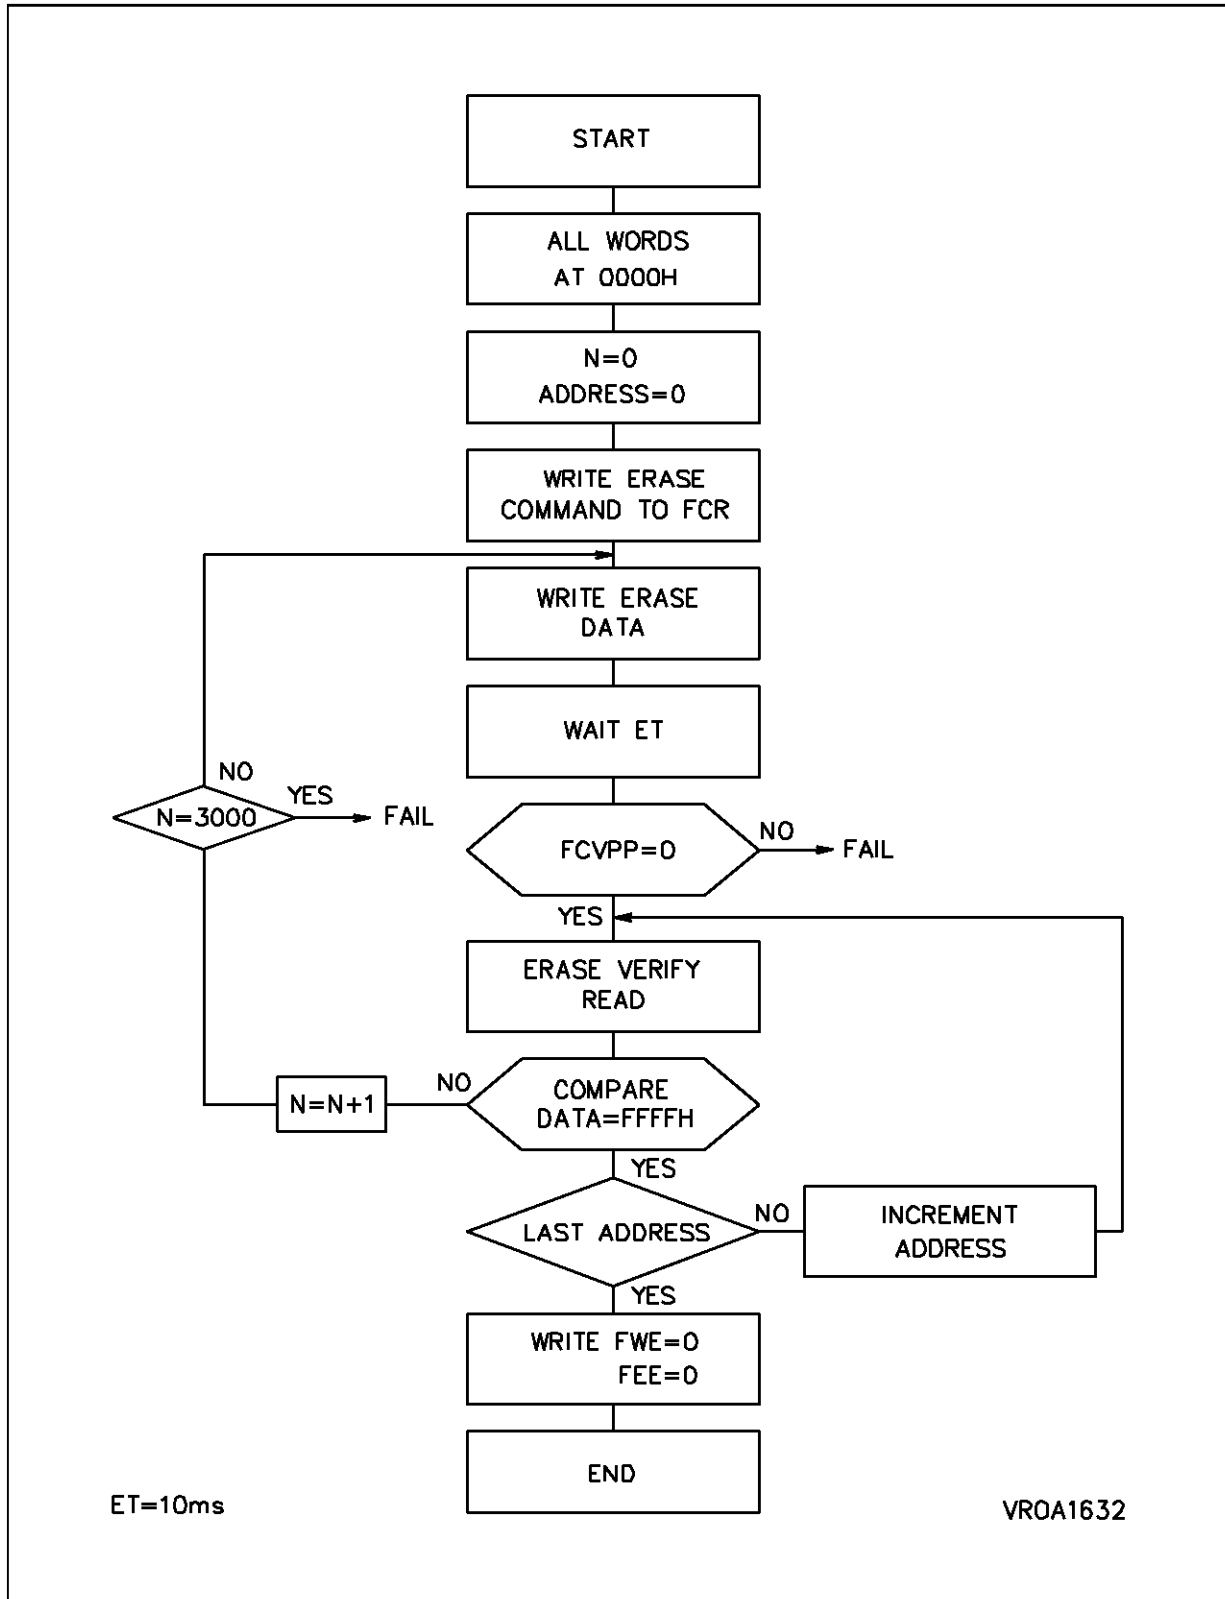 START
ALL WORDS
AT 0000H
N=0
ADDRESS=0
WRITE ERASE
COMMAND TO FCR
WRITE ERASE
DATA
WAIT ET
NO
N=3000
YES
FAIL
FCVPP=0
NO
FAIL
YES
ERASE VERIFY
READ
COMPARE
DATA=FFFFH
NO
N=N+1
YES
LAST ADDRESS
NO
INCREMENT
ADDRESS
YES
WRITE FWE=0
FEE=0
END
ET=10ms
VR0A1632